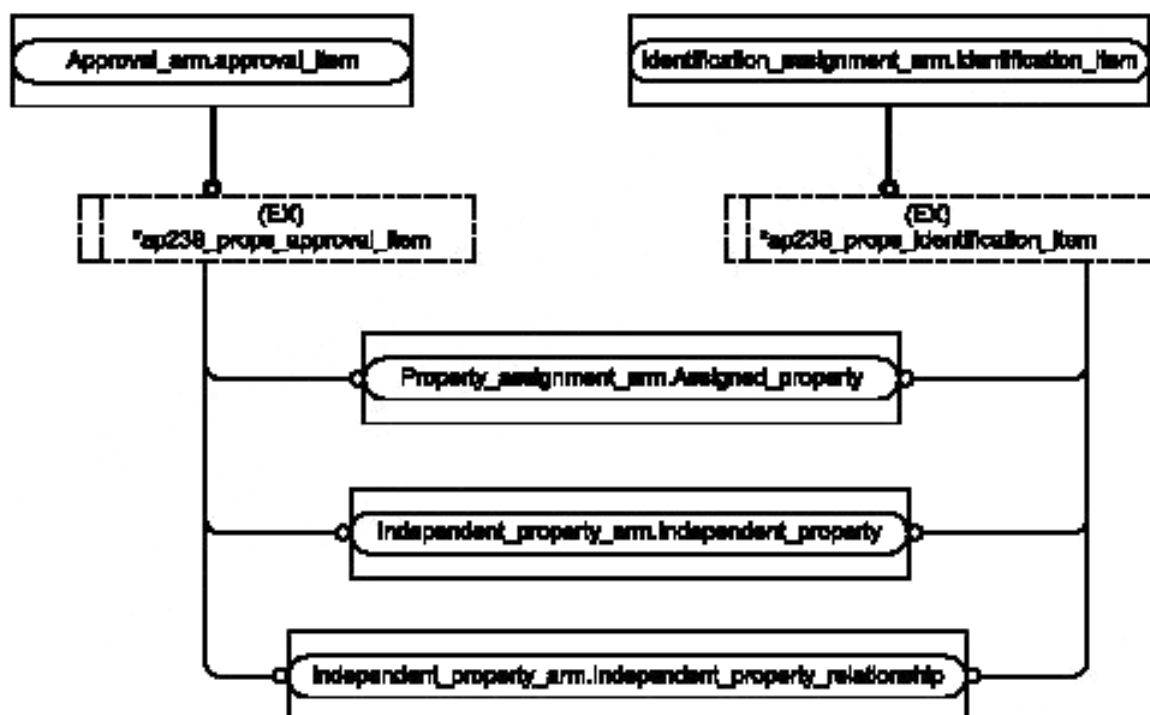 Approval_arm.approval_item
Identification_assignment_arm.identification_item
(EX)
*ap238_props_approval_item
(EX)
*ap238_props_identification_item
Property_assignment_arm.Assigned_property
Independent_property_arm.Independent_property
Independent_property_arm.Independent_property_relationship